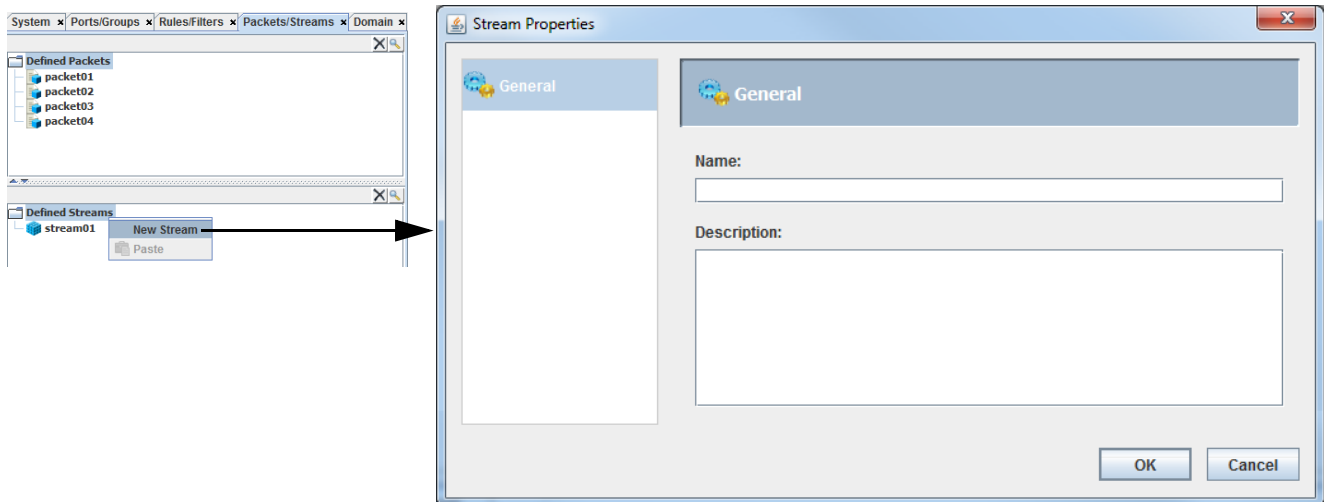 System x Ports/Groups x Rules/Filters x Packets/Streams x Domain x
Defined Packets
packet01
packet02
packet03
packet04
Defined Streams
stream01
New Stream
Paste
Stream Properties
General
General
Name:
Description:
OK
Cancel